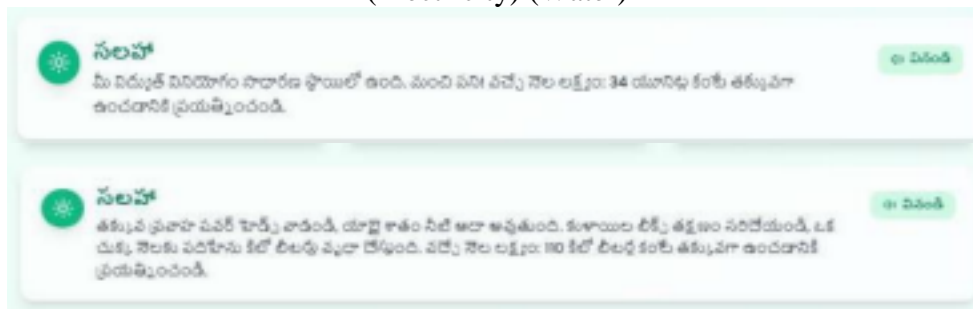 సలహా
వినండి
మీ విద్యుత్ వినియోగం సాధారణ స్థాయిలో ఉంది. మంచి పని! వచ్చే నెల లక్ష్యం: 34 యూనిట్ల కంటే తక్కువగా
ఉంచడానికి ప్రయత్నించండి.
సలహా
వినండి
తక్కువ ప్రవాహ షవర్ హెడ్స్ వాడండి, యాభై శాతం నీటి ఆదా అవుతుంది. కుళాయిల లీక్స్ తక్షణం సరిచేయండి, ఒక
చుక్క నెలకు పదిహేను కిలో లీటర్లు వృధా చేస్తుంది. వచ్చే నెల లక్ష్యం: 110 కిలో లీటర్ల కంటే తక్కువగా ఉంచడానికి
ప్రయత్నించండి.